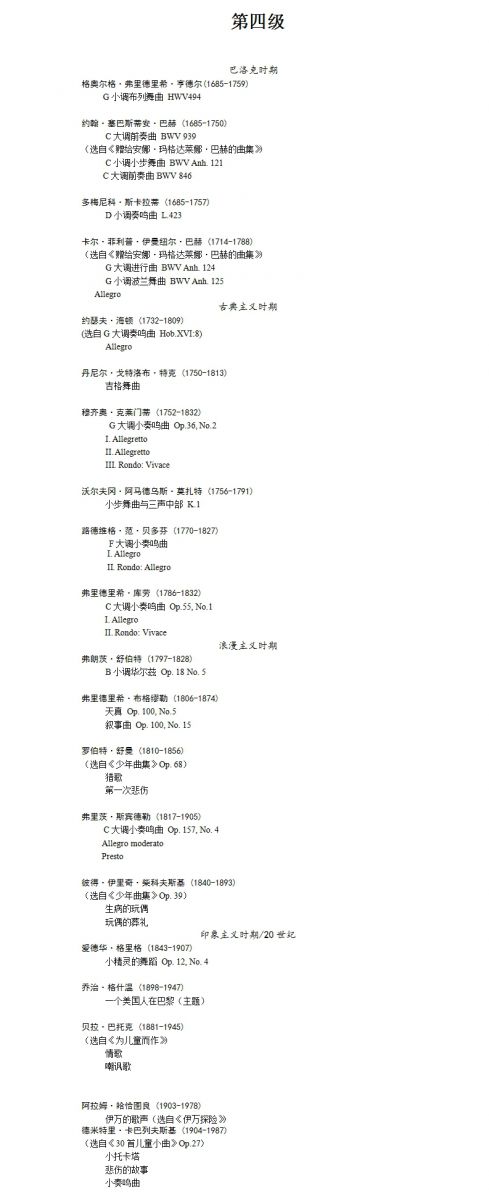 第四级
巴洛克时期
格奥尔格·弗里德里希·亨德尔(1685-1759)
G 小调布列舞曲 HWV494
约翰·塞巴斯蒂安·巴赫 (1685-1750)
C 大调前奏曲 BWV 939
（选自《赠给安娜·玛格达莱娜·巴赫的曲集》）
C 小调小步舞曲 BWV Anh. 121
C 大调前奏曲 BWV 846
多梅尼科·斯卡拉蒂 (1685-1757)
D 小调奏鸣曲 L.423
卡尔·菲利普·伊曼纽尔·巴赫 (1714-1788)
（选自《赠给安娜·玛格达莱娜·巴赫的曲集》）
G 大调进行曲 BWV Anh. 124
G 小调波兰舞曲 BWV Anh. 125
Allegro
古典主义时期
约瑟夫·海顿 (1732-1809)
(选自 G 大调奏鸣曲 Hob.XVI:8)
Allegro
丹尼尔·戈特洛布·特克 (1750-1813)
吉格舞曲
穆齐奥·克莱门蒂 (1752-1832)
G 大调小奏鸣曲 Op.36, No.2
I. Allegretto
II. Allegretto
III. Rondo: Vivace
沃尔夫冈·阿马德乌斯·莫扎特 (1756-1791)
小步舞曲与三声中部 K.1
路德维格·范·贝多芬 (1770-1827)
F 大调小奏鸣曲
I. Allegro
II. Rondo: Allegro
弗里德里希·库劳 (1786-1832)
C 大调小奏鸣曲 Op.55, No.1
I. Allegro
II. Rondo: Vivace
浪漫主义时期
弗朗茨·舒伯特 (1797-1828)
B 小调华尔兹 Op. 18 No. 5
弗里德里希·布格缪勒 (1806-1874)
天真 Op. 100, No.5
叙事曲 Op. 100, No. 15
罗伯特·舒曼 (1810-1856)
（选自《少年曲集》Op. 68）
猎歌
第一次悲伤
弗里茨·斯宾德勒 (1817-1905)
C 大调小奏鸣曲 Op. 157, No. 4
Allegro moderato
Presto
彼得·伊里奇·柴科夫斯基 (1840-1893)
（选自《少年曲集》Op. 39）
生病的玩偶
玩偶的葬礼
印象主义时期/20 世纪
爱德华·格里格 (1843-1907)
小精灵的舞蹈 Op. 12, No. 4
乔治·格什温 (1898-1947)
一个美国人在巴黎（主题）
贝拉·巴托克 (1881-1945)
（选自《为儿童而作》）
情歌
嘲讽歌
阿拉姆·哈恰图良 (1903-1978)
伊万的歌声（选自《伊万探险》）
德米特里·卡巴列夫斯基 (1904-1987)
（选自《30 首儿童小曲》Op.27）
小托卡塔
悲伤的故事
小奏鸣曲